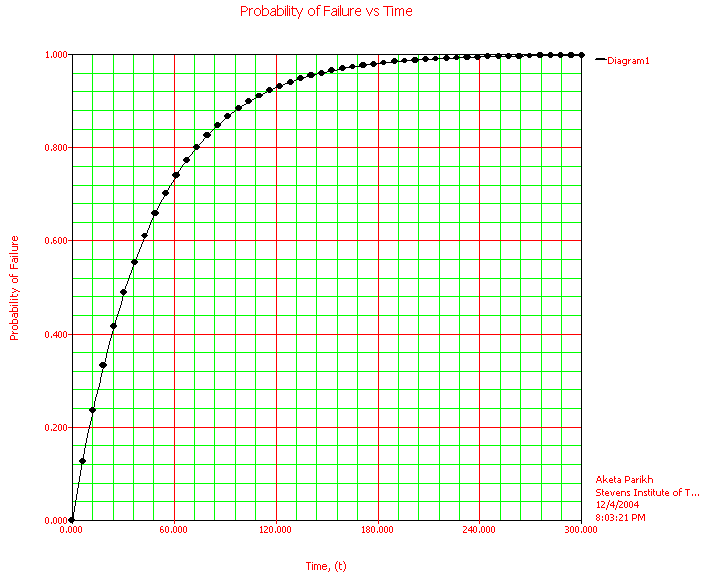 Probability of Failure vs Time
1.000
Diagram1
0.800
0.600
Probability of Failure
0.400
0.200
Aketa Parikh
Stevens Institute of T...
12/4/2004
8:03:21 PM
0.000
0.000 60.000 120.000 180.000 240.000 300.000
Time, (t)